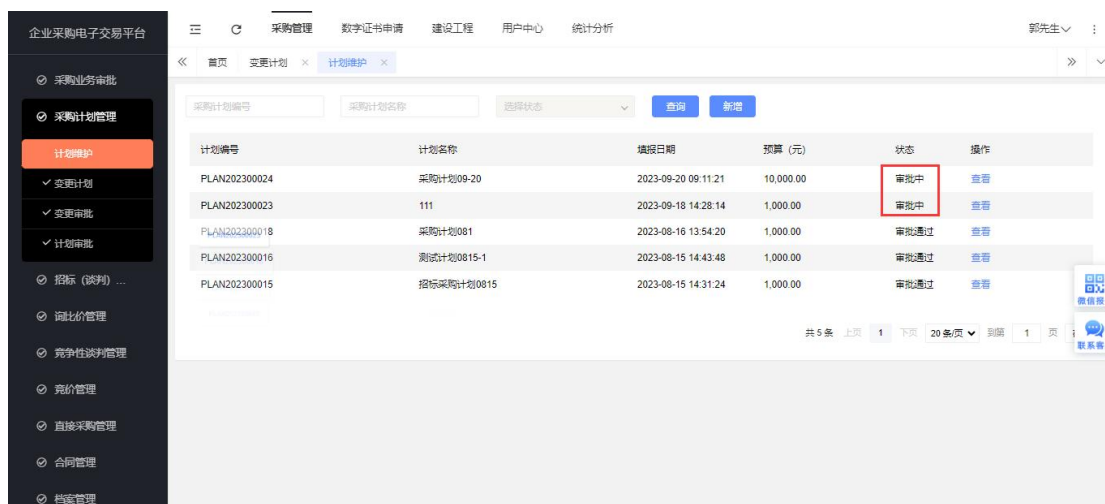 企业采购电子交易平台
采购管理 数字证书申请 建设工程 用户中心 统计分析 郭先生
首页 变更计划 × 计划维护 ×
采购业务审批
采购计划管理
计划维护
变更计划
变更审批
计划审批
招标（谈判）...
询比价管理
竞争性谈判管理
竞价管理
直接采购管理
合同管理
档案管理
采购计划编号 采购计划名称 选择状态 查询 新增
计划编号 计划名称 填报日期 预算（元） 状态 操作
PLAN202300024 采购计划09-20 2023-09-20 09:11:21 10,000.00 审批中 查看
PLAN202300023 111 2023-09-18 14:28:14 1,000.00 审批中 查看
PLAN202300018 采购计划081 2023-08-16 13:54:20 1,000.00 审批通过 查看
PLAN202300016 测试计划0815-1 2023-08-15 14:43:48 1,000.00 审批通过 查看
PLAN202300015 招标采购计划0815 2023-08-15 14:31:24 1,000.00 审批通过 查看
共 5 条 上页 1 下页 20 条/页 到第 1 页
微信报
联系客